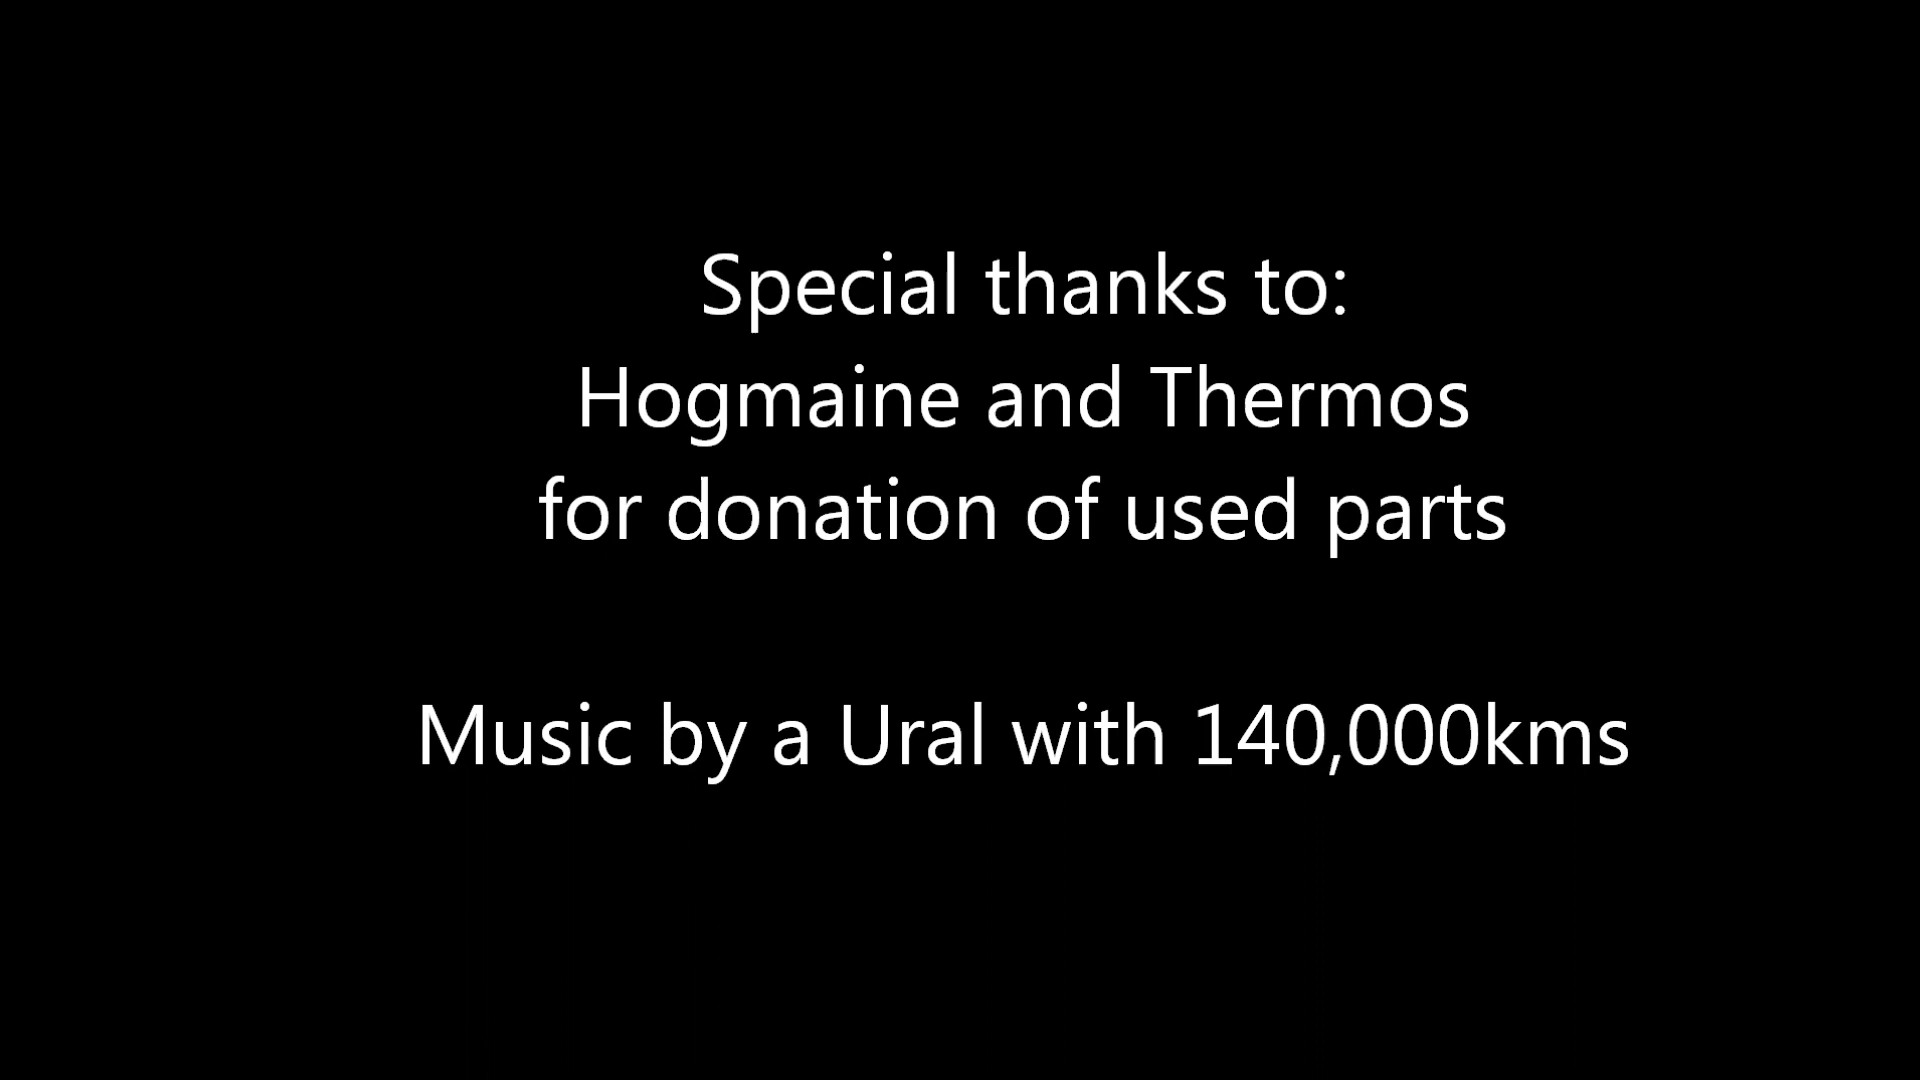 Special thanks to:
Hogmaine and Thermos
for donation of used parts
Music by a Ural with 140,000kms